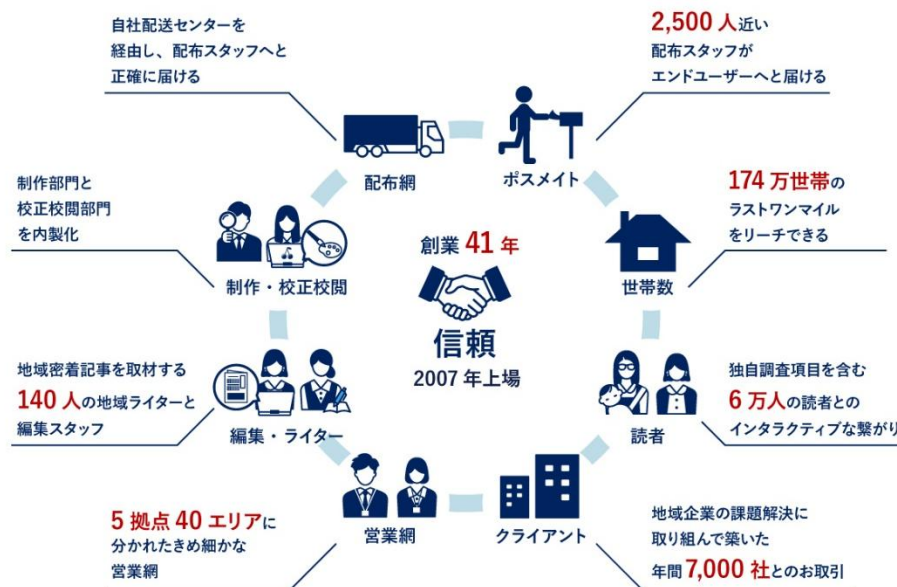 自社配送センターを
経由し、配布スタッフへと
正確に届ける
配布網
2,500 人近い
配布スタッフが
エンドユーザーへと届ける
ポスメイト
174 万世帯の
ラストワンマイル
をリーチできる
世帯数
制作部門と
校正校閲部門
を内製化
制作・校正校閲
創業 41 年
信頼
2007 年上場
地域密着記事を取材する
140 人の地域ライターと
編集スタッフ
編集・ライター
独自調査項目を含む
6 万人の読者との
インタラクティブな繋がり
読者
5 拠点 40 エリアに
分かれたきめ細かな
営業網
営業網
クライアント
地域企業の課題解決に
取り組んで築いた
年間 7,000 社とのお取引